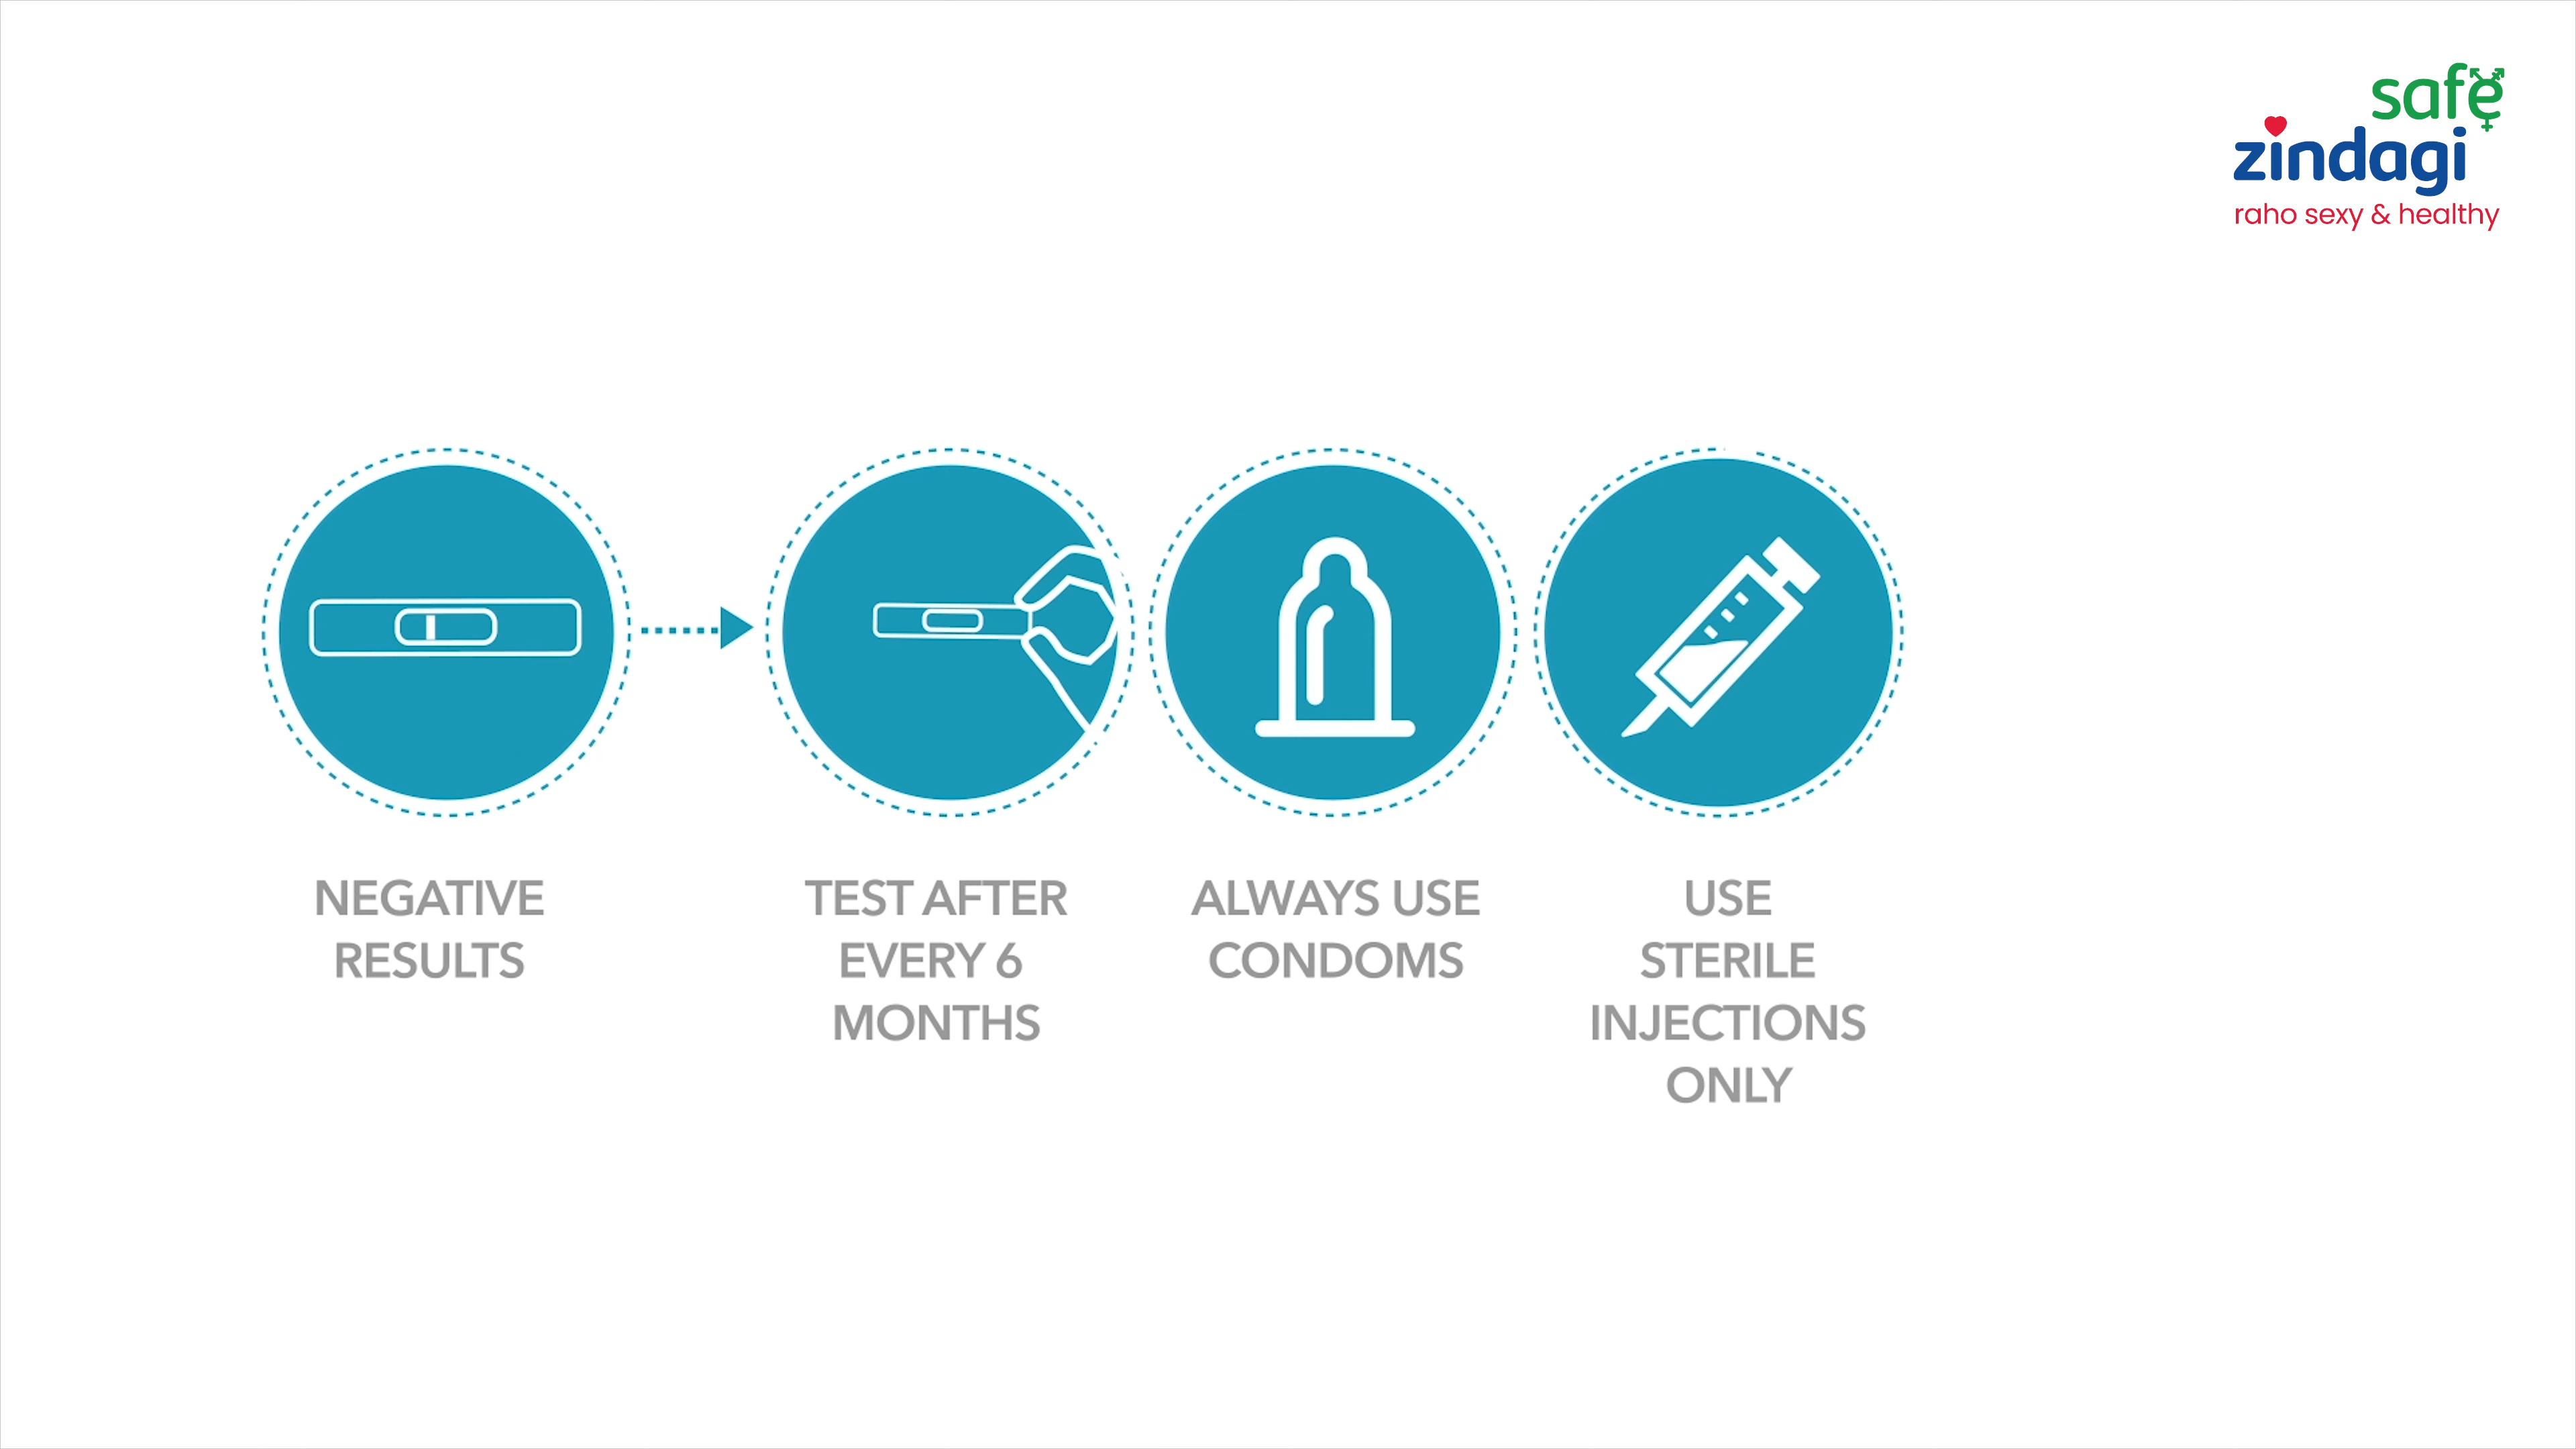 safe
zindagi
raho sexy & healthy
NEGATIVE
RESULTS
TEST AFTER
EVERY 6
MONTHS
ALWAYS USE
CONDOMS
USE
STERILE
INJECTIONS
ONLY